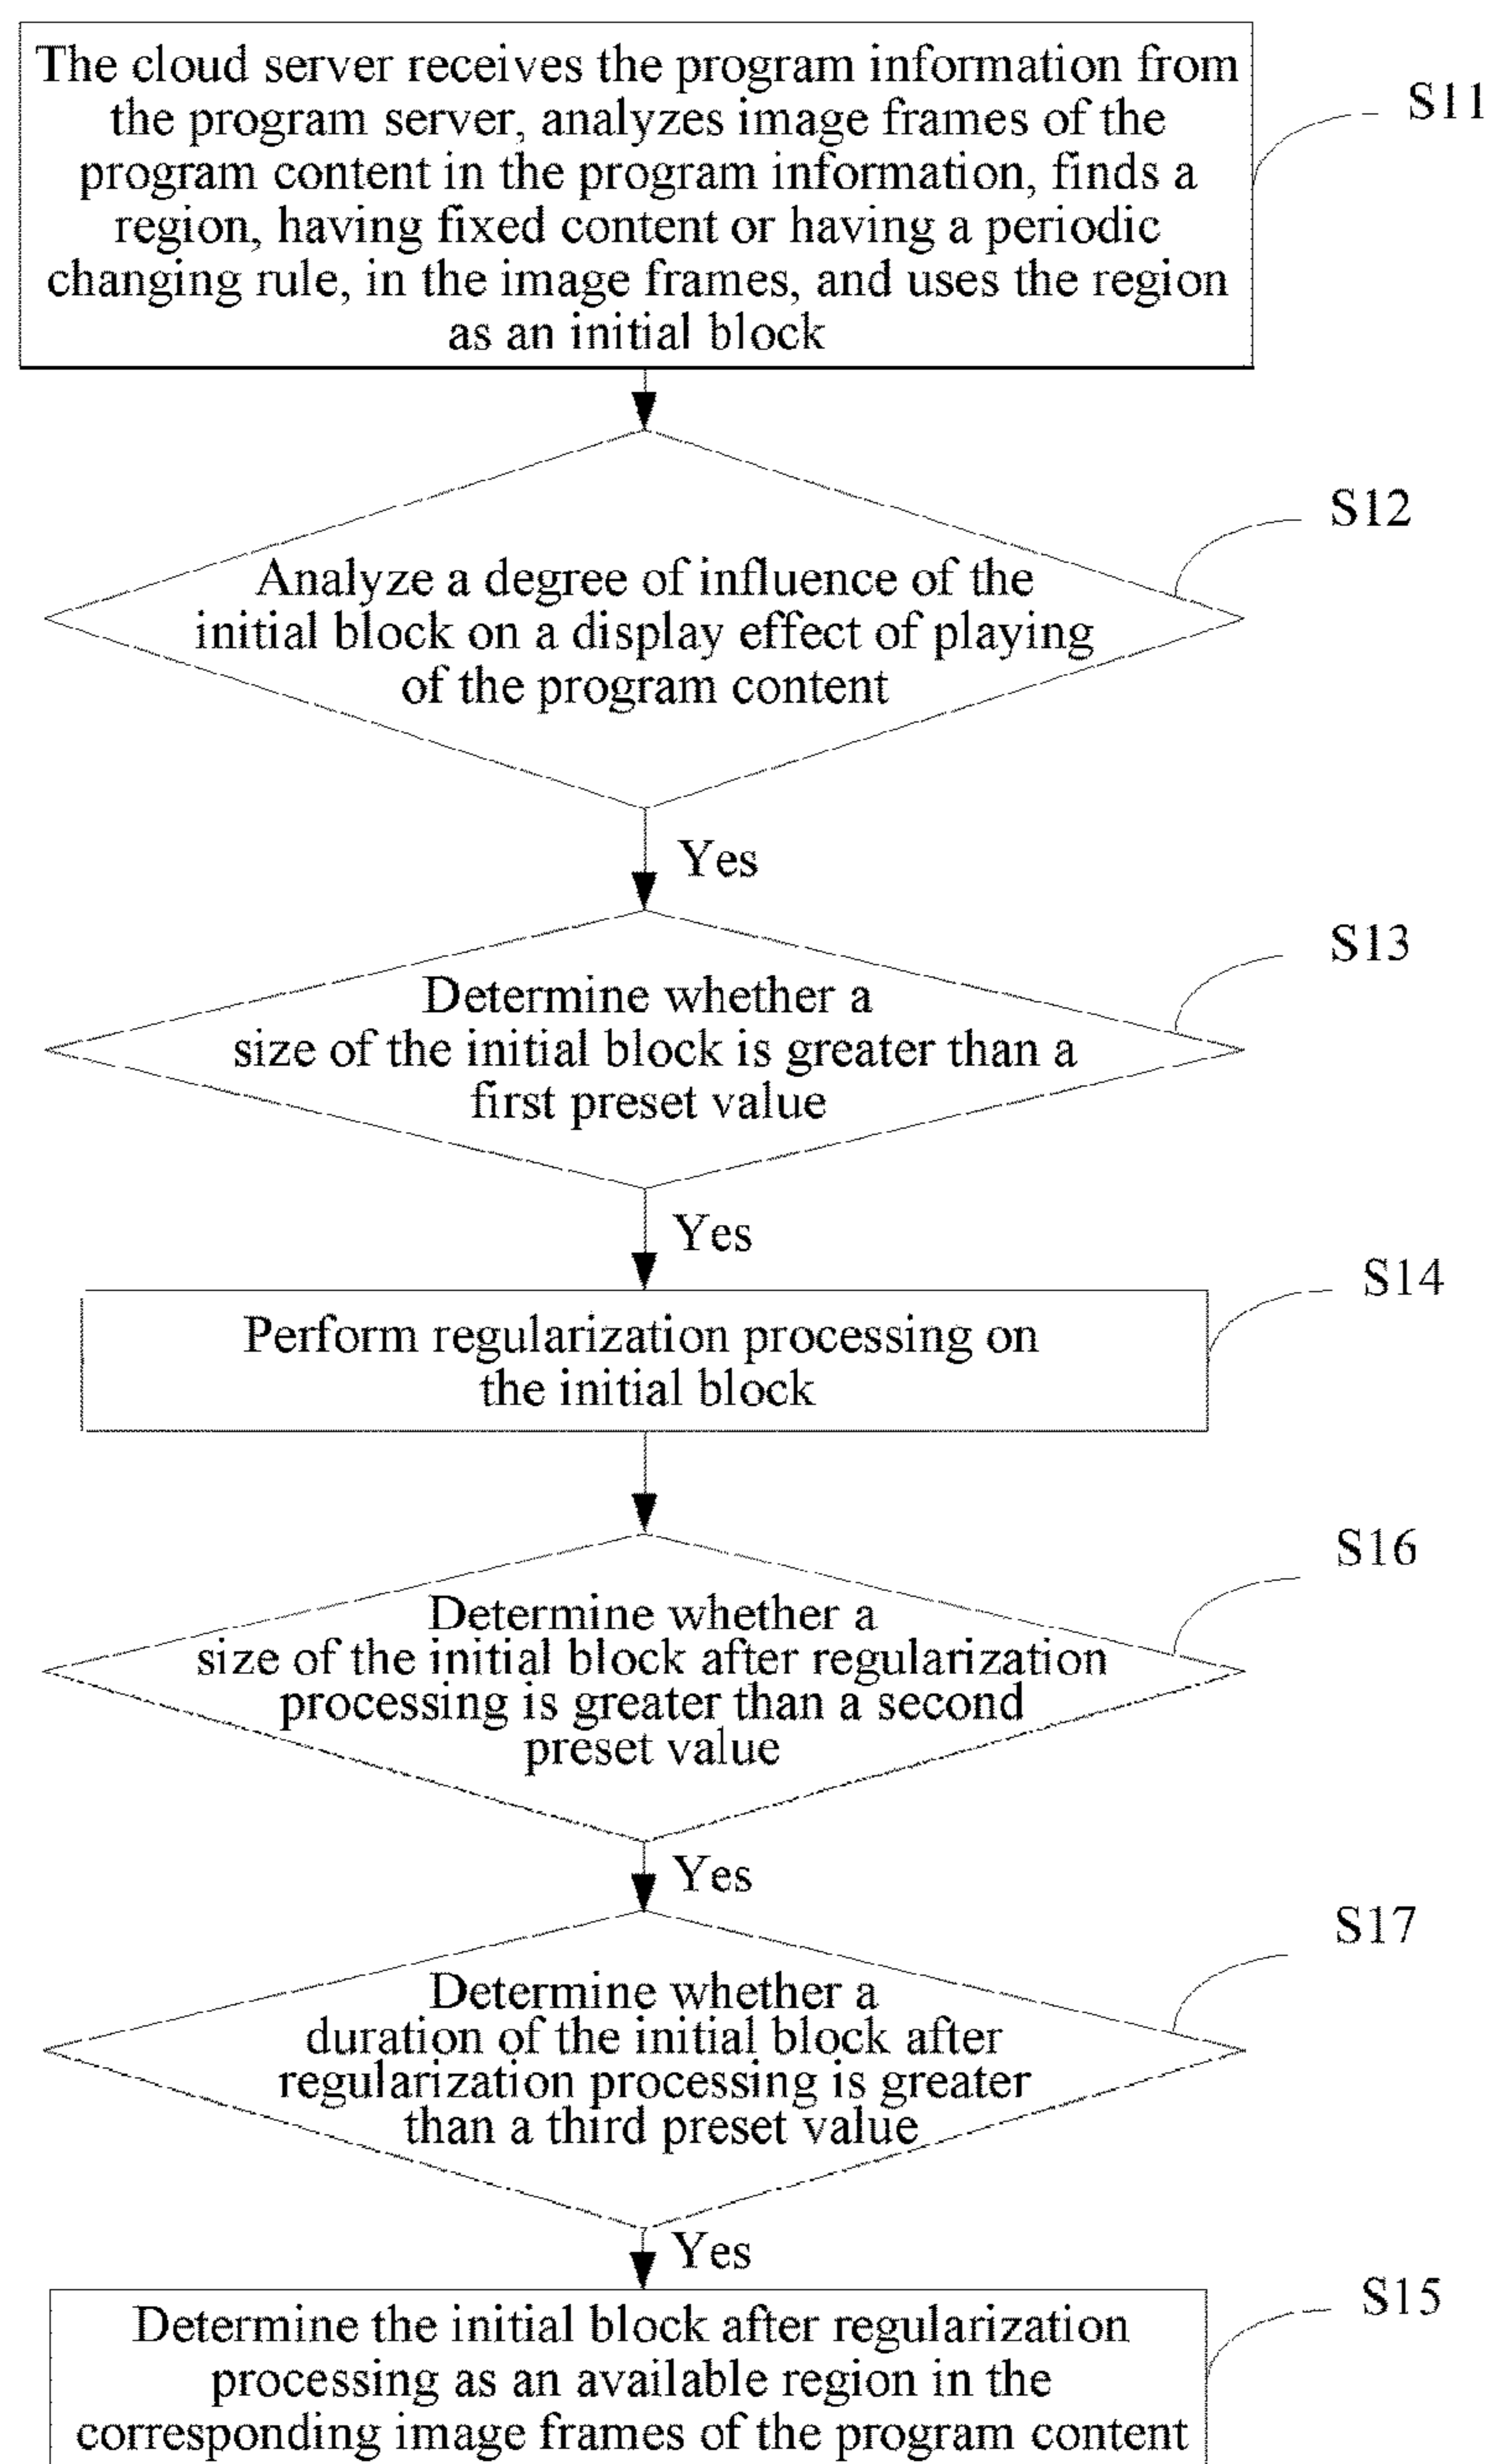 The cloud server receives the program information from
the program server, analyzes image frames of the
program content in the program information, finds a
region, having fixed content or having a periodic
changing rule, in the image frames, and uses the region
as an initial block
S11
Analyze a degree of influence of the
initial block on a display effect of playing
of the program content
S12
Yes
Determine whether a
size of the initial block is greater than a
first preset value
S13
Yes
Perform regularization processing on
the initial block
S14
Determine whether a
size of the initial block after regularization
processing is greater than a second
preset value
S16
Yes
Determine whether a
duration of the initial block after
regularization processing is greater
than a third preset value
S17
Yes
Determine the initial block after regularization
processing as an available region in the
corresponding image frames of the program content
S15